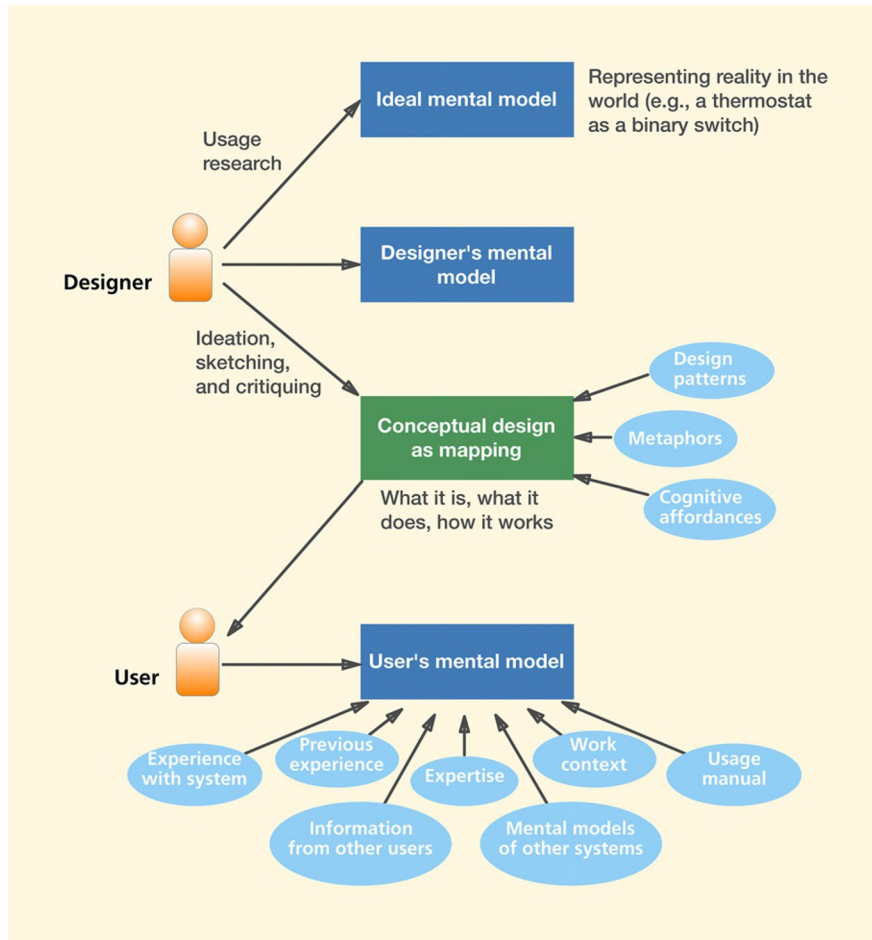 Ideal mental model
Representing reality in the
world (e.g., a thermostat
as a binary switch)
Usage
research
Designer
Designer's mental
model
Ideation,
sketching,
and critiquing
Design
patterns
Conceptual design
as mapping
Metaphors
Cognitive
affordances
What it is, what it
does, how it works
User
User's mental model
Experience
with system
Previous
experience
Expertise
Work
context
Usage
manual
Information
from other users
Mental models
of other systems